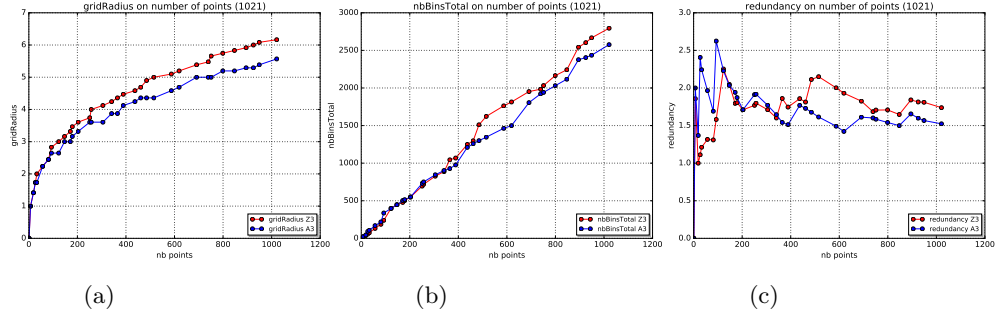 gridRadius on number of points (1021)
7
6
5
4
3
2
1
0
0 200 400 600 800 1000 1200
gridRadius
nb points
gridRadius Z3
gridRadius A3
(a)
nbBinsTotal on number of points (1021)
3000
2500
2000
1500
1000
500
0
0 200 400 600 800 1000 1200
nbBinsTotal
nb points
nbBinsTotal Z3
nbBinsTotal A3
(b)
redundancy on number of points (1021)
3.0
2.5
2.0
1.5
1.0
0.5
0.0
0 200 400 600 800 1000 1200
redundancy
nb points
redundancy Z3
redundancy A3
(c)